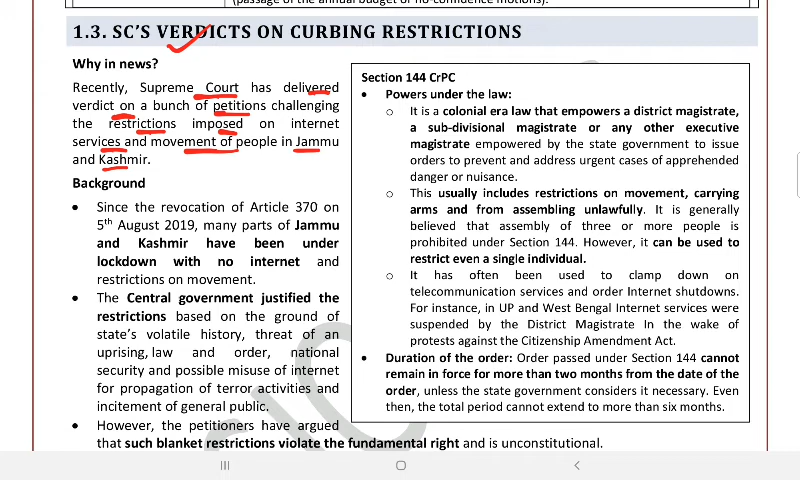 (passage of the annual budget or no-confidence motions).
1.3. SC'S VERDICTS ON CURBING RESTRICTIONS
Why in news?
Recently, Supreme Court has delivered
verdict on a bunch of petitions challenging
the restrictions imposed on internet
services and movement of people in Jammu
and Kashmir.
Background
• Since the revocation of Article 370 on
5th August 2019, many parts of Jammu
and Kashmir have been under
lockdown with no internet and
restrictions on movement.
• The Central government justified the
restrictions based on the ground of
state's volatile history, threat of an
uprising, law and order, national
security and possible misuse of internet
for propagation of terror activities and
incitement of general public.
• However, the petitioners have argued
that such blanket restrictions violate the fundamental right and is unconstitutional.
Section 144 CrPC
• Powers under the law:
o It is a colonial era law that empowers a district magistrate,
a sub-divisional magistrate or any other executive
magistrate empowered by the state government to issue
orders to prevent and address urgent cases of apprehended
danger or nuisance.
o This usually includes restrictions on movement, carrying
arms and from assembling unlawfully. It is generally
believed that assembly of three or more people is
prohibited under Section 144. However, it can be used to
restrict even a single individual.
o It has often been used to clamp down on
telecommunication services and order Internet shutdowns.
For instance, in UP and West Bengal Internet services were
suspended by the District Magistrate In the wake of
protests against the Citizenship Amendment Act.
• Duration of the order: Order passed under Section 144 cannot
remain in force for more than two months from the date of the
order, unless the state government considers it necessary. Even
then, the total period cannot extend to more than six months.